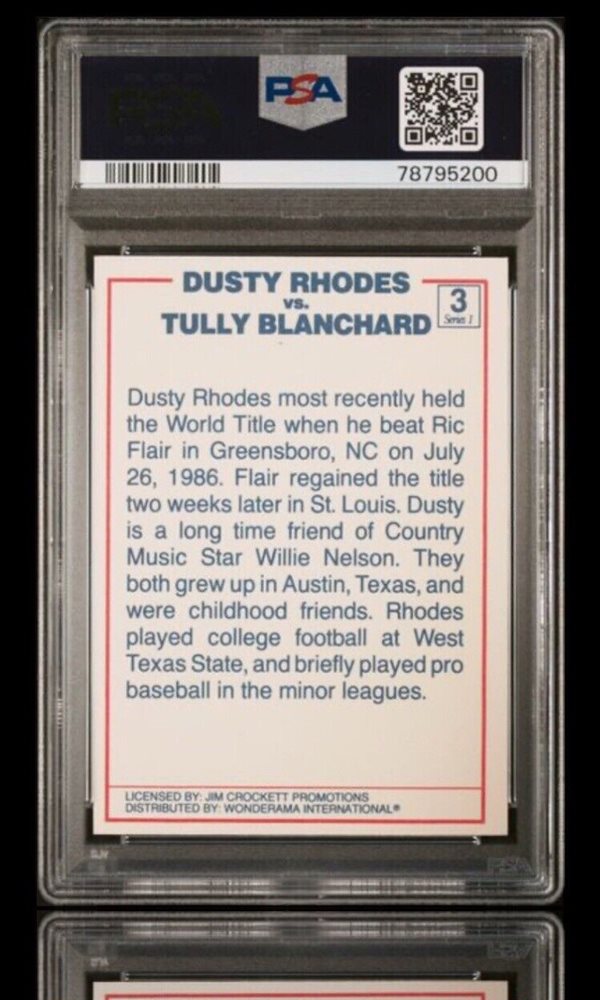 PSA
78795200
DUSTY RHODES
vs.
TULLY BLANCHARD
3
Series 1
Dusty Rhodes most recently held
the World Title when he beat Ric
Flair in Greensboro, NC on July
26, 1986. Flair regained the title
two weeks later in St. Louis. Dusty
is a long time friend of Country
Music Star Willie Nelson. They
both grew up in Austin, Texas, and
were childhood friends. Rhodes
played college football at West
Texas State, and briefly played pro
baseball in the minor leagues.
LICENSED BY: JIM CROCKETT PROMOTIONS
DISTRIBUTED BY: WONDERAMA INTERNATIONAL®
PSA